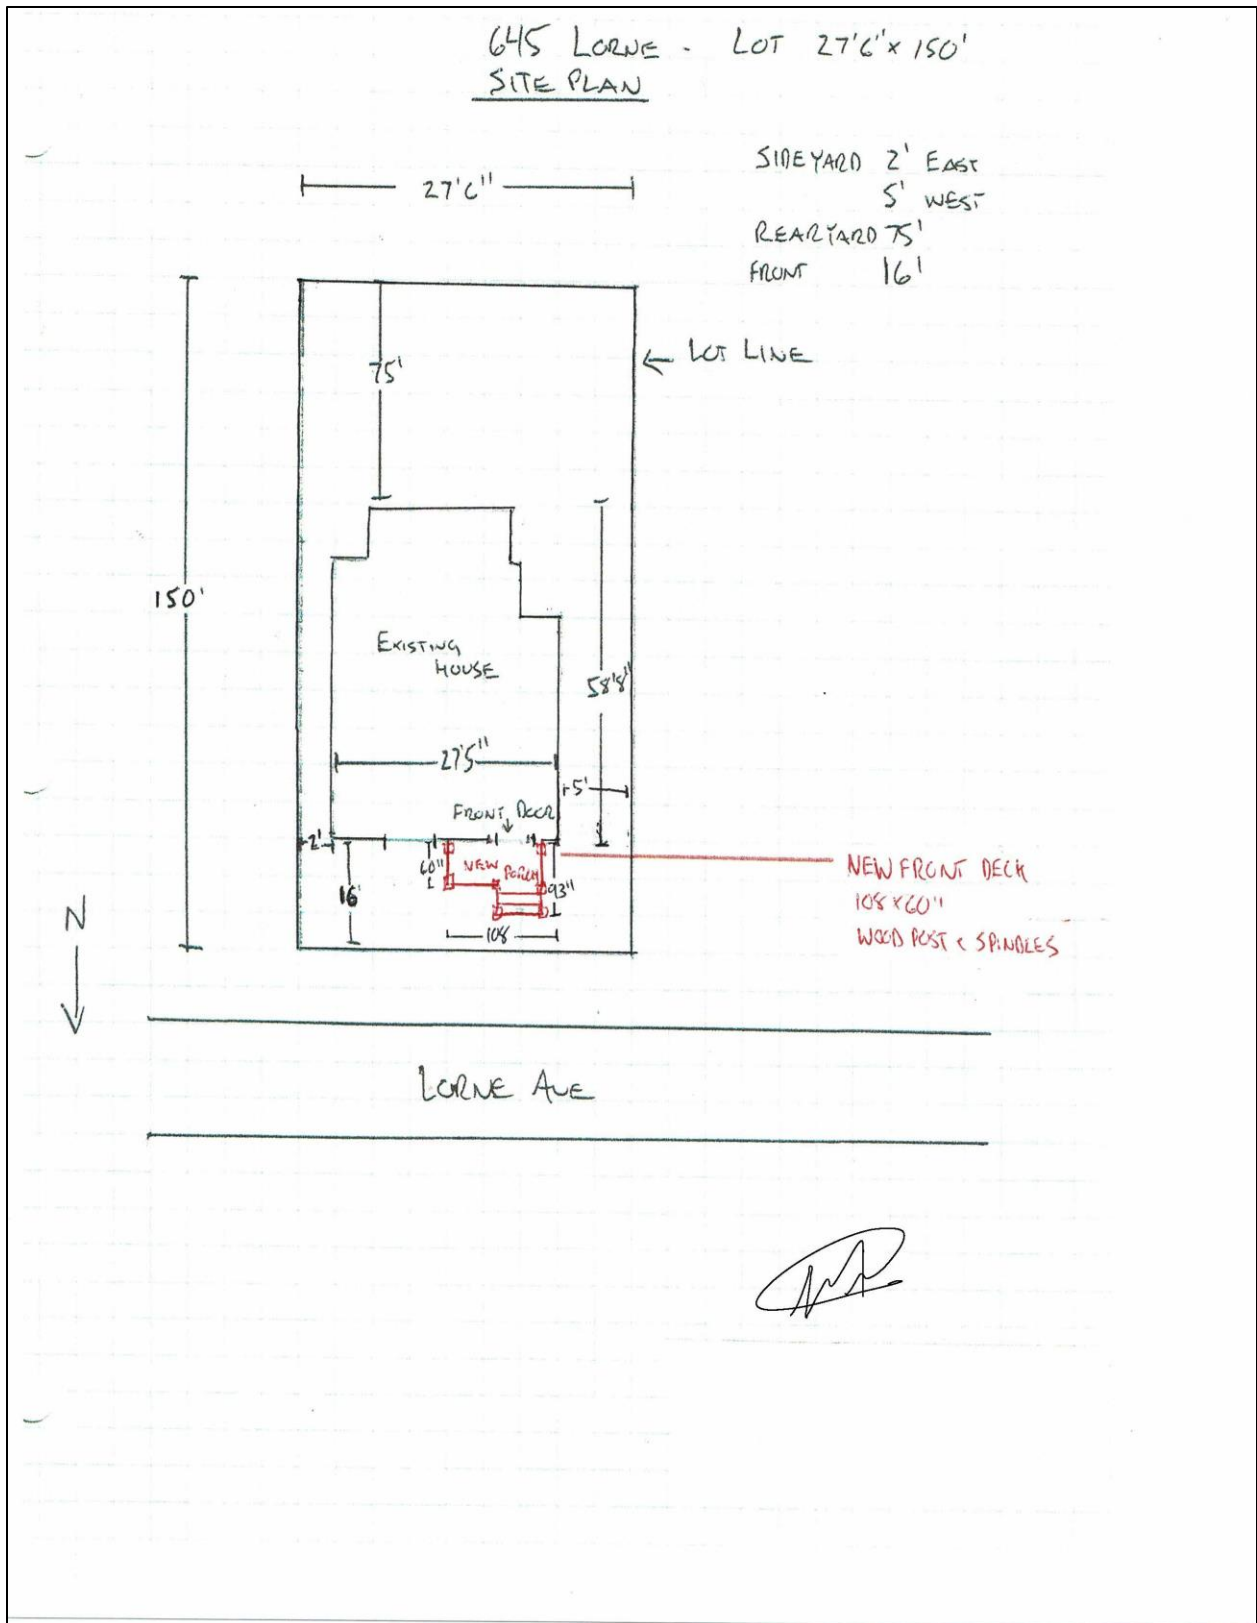 645 LORNE - LOT 27'6" x 150'
SITE PLAN
SIDEYARD 2' EAST
5' WEST
REARYARD 75'
FRONT 16'
27'6"
← LOT LINE
75'
150'
EXISTING
HOUSE
58'8"
27'5"
5'
FRONT DOOR
2'
60"
NEW PORCH
93"
16'
108
NEW FRONT DECK
108 x 60"
WOOD POST & SPINDLES
N
LORNE AVE